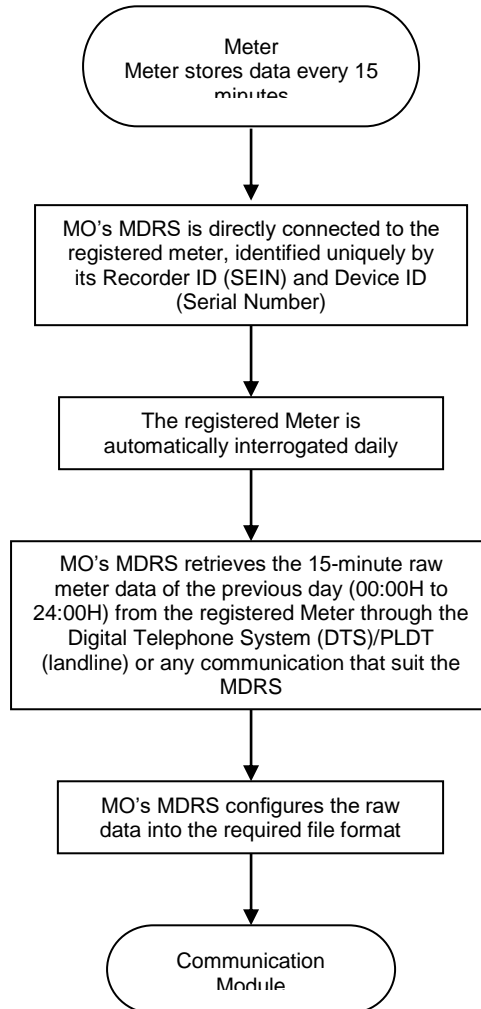 Meter
Meter stores data every 15
minutes
MO's MDRS is directly connected to the
registered meter, identified uniquely by
its Recorder ID (SEIN) and Device ID
(Serial Number)
The registered Meter is
automatically interrogated daily
MO's MDRS retrieves the 15-minute raw
meter data of the previous day (00:00H to
24:00H) from the registered Meter through the
Digital Telephone System (DTS)/PLDT
(landline) or any communication that suit the
MDRS
MO's MDRS configures the raw
data into the required file format
Communication
Module